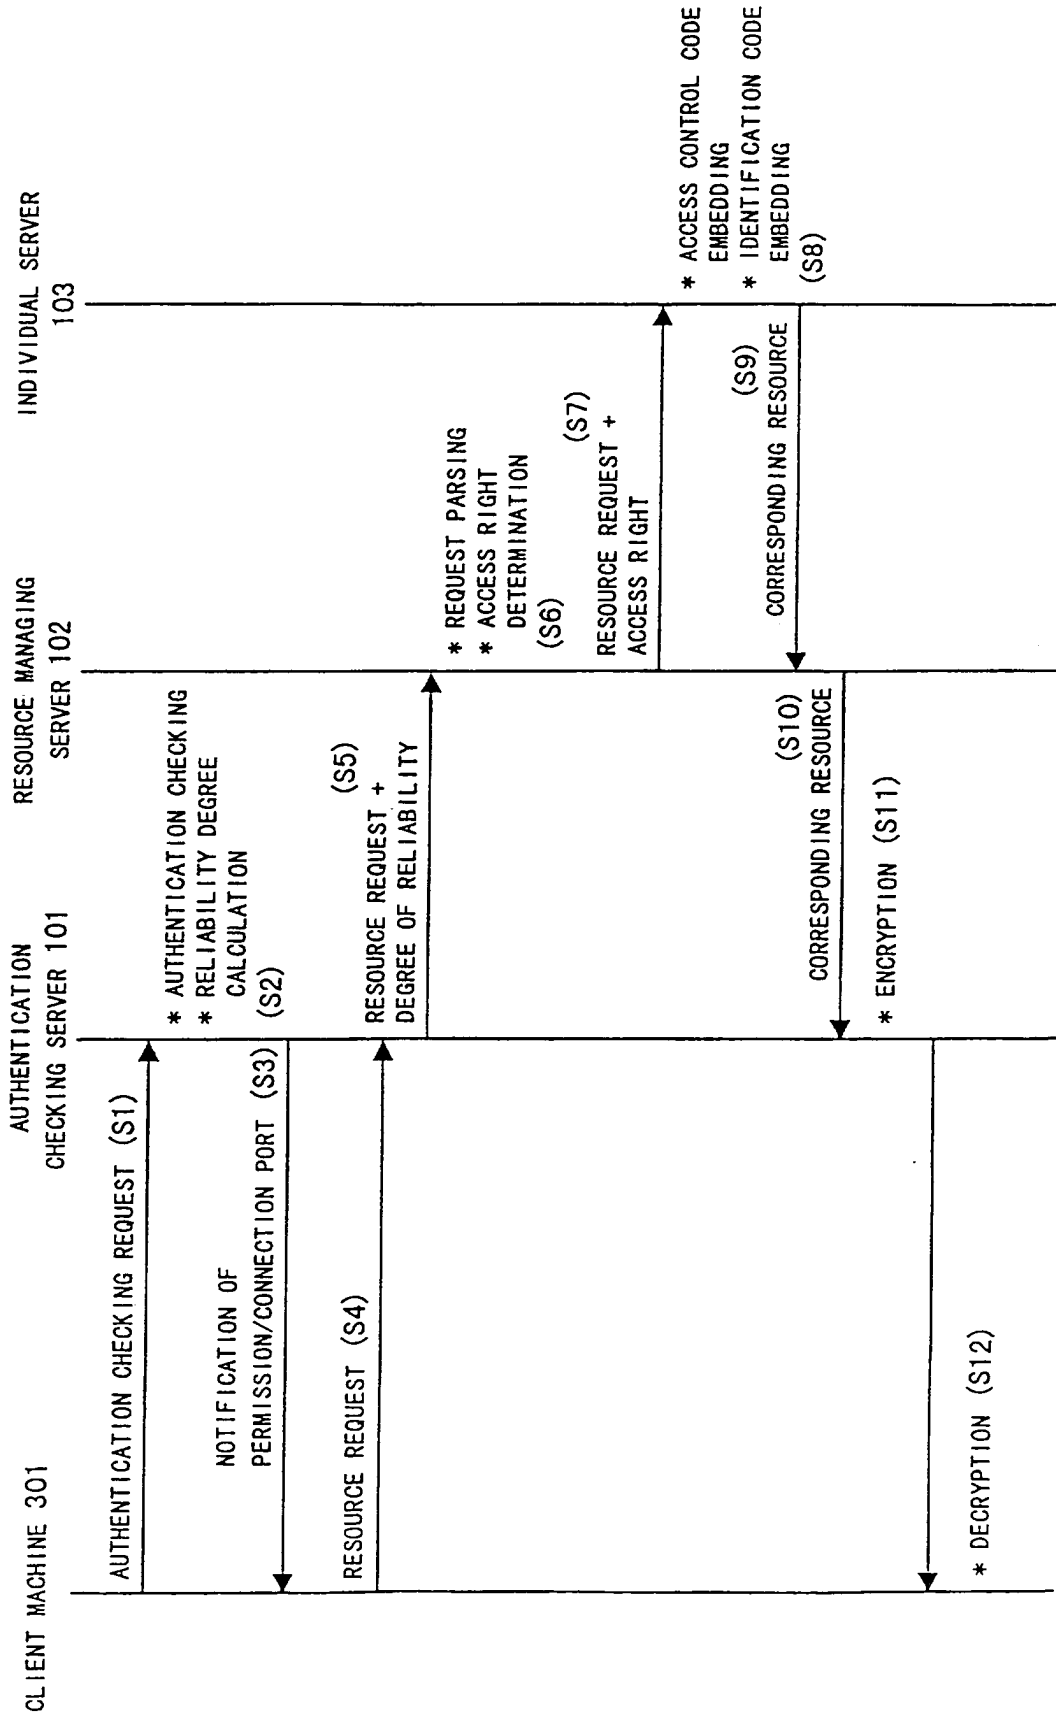 CLIENT MACHINE 301
AUTHENTICATION
CHECKING SERVER 101
RESOURCE MANAGING
SERVER 102
INDIVIDUAL SERVER
103
AUTHENTICATION CHECKING REQUEST (S1)
* AUTHENTICATION CHECKING
* RELIABILITY DEGREE
CALCULATION
(S2)
NOTIFICATION OF
PERMISSION/CONNECTION PORT (S3)
RESOURCE REQUEST (S4)
(S5)
RESOURCE REQUEST +
DEGREE OF RELIABILITY
* REQUEST PARSING
* ACCESS RIGHT
DETERMINATION
(S6)
(S7)
RESOURCE REQUEST +
ACCESS RIGHT
* ACCESS CONTROL CODE
EMBEDDING
* IDENTIFICATION CODE
EMBEDDING
(S8)
(S9)
CORRESPONDING RESOURCE
(S10)
CORRESPONDING RESOURCE
* ENCRYPTION (S11)
* DECRYPTION (S12)